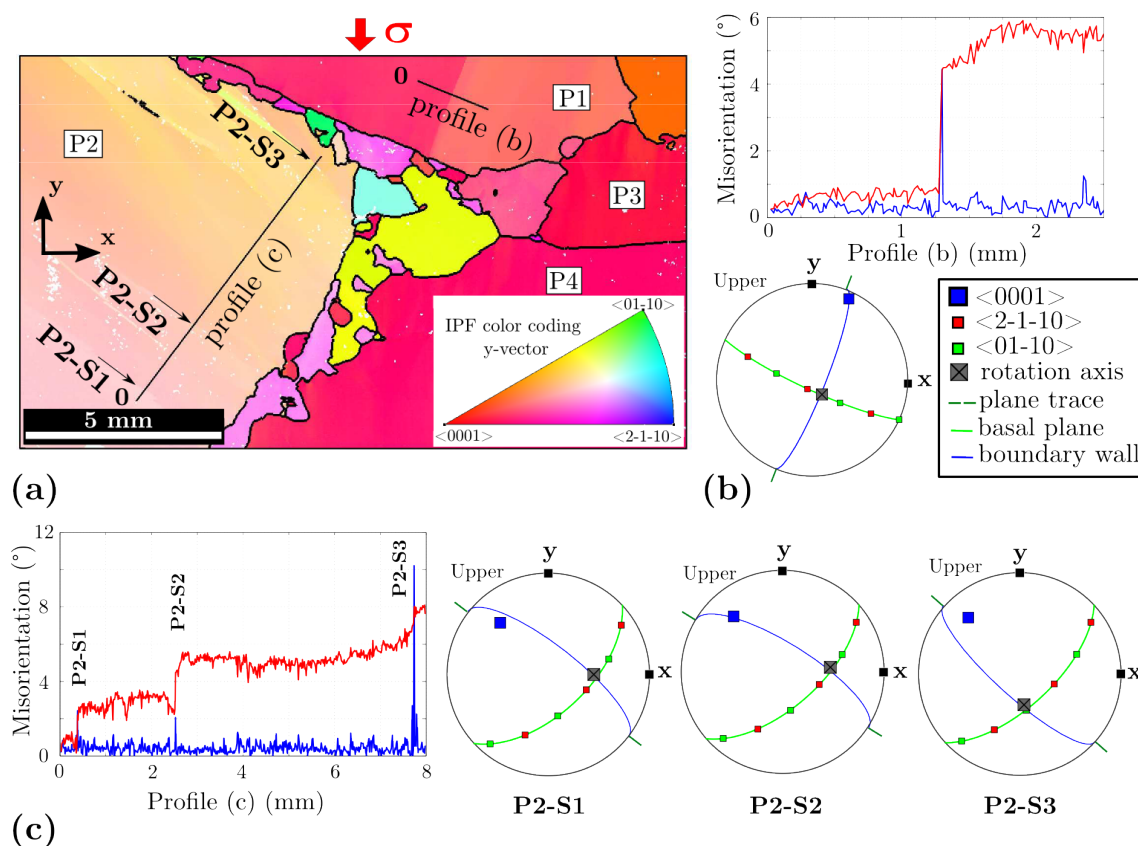 σ
P1
P2
P3
P4
0
profile (b)
P2-S3
y
x
P2-S2
profile (c)
P2-S1
0
5 mm
IPF color coding
y-vector
<01-10>
<0001>
<2-1-10>
(a)
Misorientation (°)
6
4
2
0
0
1
2
Profile (b) (mm)
Upper
y
x
(b)
<0001>
<2-1-10>
<01-10>
rotation axis
plane trace
basal plane
boundary wall
Misorientation (°)
12
8
4
0
P2-S1
P2-S2
P2-S3
0
2
4
6
8
Profile (c) (mm)
(c)
Upper
y
x
P2-S1
Upper
y
x
P2-S2
Upper
y
x
P2-S3